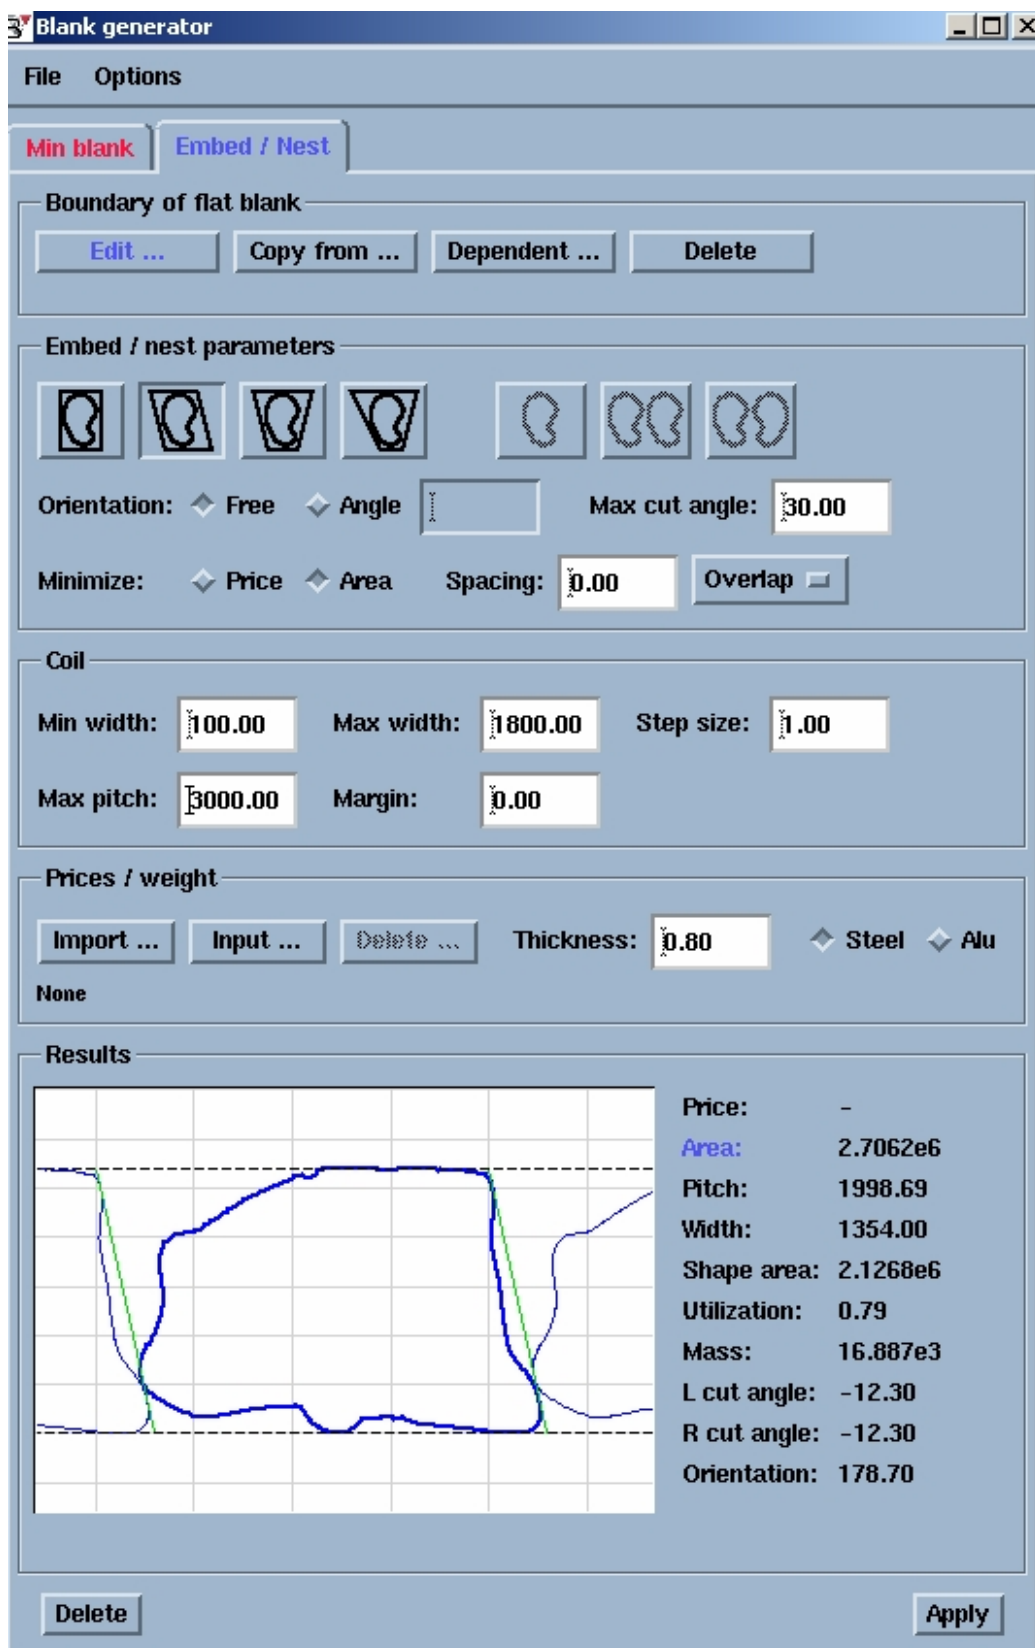 Blank generator
File Options
Min blank Embed / Nest
Boundary of flat blank
Edit ... Copy from ... Dependent ... Delete
Embed / nest parameters
Orientation: Free Angle Max cut angle: 30.00
Minimize: Price Area Spacing: 0.00 Overlap
Coil
Min width: 100.00 Max width: 1800.00 Step size: 1.00
Max pitch: 3000.00 Margin: 0.00
Prices / weight
Import ... Input ... Delete ... Thickness: 0.80 Steel Alu
None
Results
Price: -
Area: 2.7062e6
Pitch: 1998.69
Width: 1354.00
Shape area: 2.1268e6
Utilization: 0.79
Mass: 16.887e3
L cut angle: -12.30
R cut angle: -12.30
Orientation: 178.70
Delete Apply